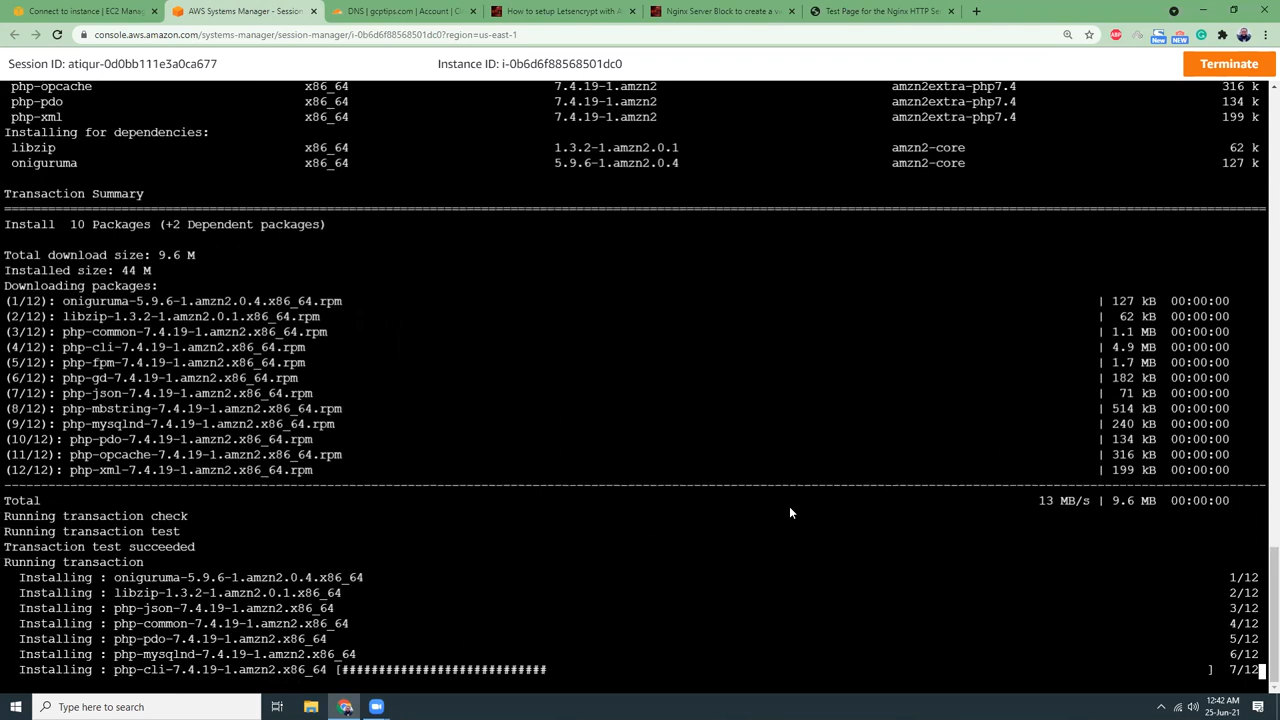 Connect to instance | EC2 Manag
AWS Systems Manager - Session
DNS | gcptips.com | Account | Cl
How to setup Letsencrypt with A
Nginx Server Block to create a vi
Test Page for the Nginx HTTP Se
console.aws.amazon.com/systems-manager/session-manager/i-0b6d6f88568501dc0?region=us-east-1
ABP
New
NEW
Session ID: atiqur-0d0bb111e3a0ca677
Instance ID: i-0b6d6f88568501dc0
Terminate
php-opcache x86_64 7.4.19-1.amzn2 amzn2extra-php7.4 316 k
php-pdo x86_64 7.4.19-1.amzn2 amzn2extra-php7.4 134 k
php-xml x86_64 7.4.19-1.amzn2 amzn2extra-php7.4 199 k
Installing for dependencies:
libzip x86_64 1.3.2-1.amzn2.0.1 amzn2-core 62 k
oniguruma x86_64 5.9.6-1.amzn2.0.4 amzn2-core 127 k
Transaction Summary
Install 10 Packages (+2 Dependent packages)
Total download size: 9.6 M
Installed size: 44 M
Downloading packages:
(1/12): oniguruma-5.9.6-1.amzn2.0.4.x86_64.rpm | 127 kB 00:00:00
(2/12): libzip-1.3.2-1.amzn2.0.1.x86_64.rpm | 62 kB 00:00:00
(3/12): php-common-7.4.19-1.amzn2.x86_64.rpm | 1.1 MB 00:00:00
(4/12): php-cli-7.4.19-1.amzn2.x86_64.rpm | 4.9 MB 00:00:00
(5/12): php-fpm-7.4.19-1.amzn2.x86_64.rpm | 1.7 MB 00:00:00
(6/12): php-gd-7.4.19-1.amzn2.x86_64.rpm | 182 kB 00:00:00
(7/12): php-json-7.4.19-1.amzn2.x86_64.rpm | 71 kB 00:00:00
(8/12): php-mbstring-7.4.19-1.amzn2.x86_64.rpm | 514 kB 00:00:00
(9/12): php-mysqlnd-7.4.19-1.amzn2.x86_64.rpm | 240 kB 00:00:00
(10/12): php-pdo-7.4.19-1.amzn2.x86_64.rpm | 134 kB 00:00:00
(11/12): php-opcache-7.4.19-1.amzn2.x86_64.rpm | 316 kB 00:00:00
(12/12): php-xml-7.4.19-1.amzn2.x86_64.rpm | 199 kB 00:00:00
Total 13 MB/s | 9.6 MB 00:00:00
Running transaction check
Running transaction test
Transaction test succeeded
Running transaction
Installing : oniguruma-5.9.6-1.amzn2.0.4.x86_64 1/12
Installing : libzip-1.3.2-1.amzn2.0.1.x86_64 2/12
Installing : php-json-7.4.19-1.amzn2.x86_64 3/12
Installing : php-common-7.4.19-1.amzn2.x86_64 4/12
Installing : php-pdo-7.4.19-1.amzn2.x86_64 5/12
Installing : php-mysqlnd-7.4.19-1.amzn2.x86_64 6/12
Installing : php-cli-7.4.19-1.amzn2.x86_64 [############################ ] 7/12
Type here to search
12:42 AM
25-Jun-21